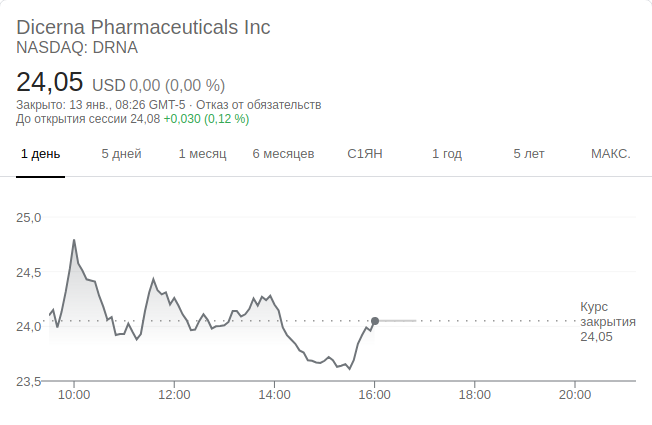 Dicerna Pharmaceuticals Inc
NASDAQ: DRNA
24,05 USD 0,00 (0,00 %)
Закрыто: 13 янв., 08:26 GMT-5 · Отказ от обязательств
До открытия сессии 24,08 +0,030 (0,12 %)
1 день 5 дней 1 месяц 6 месяцев С1ЯН 1 год 5 лет МАКС.
25,0
24,5
24,0
23,5
Курс
закрытия
24,05
10:00 12:00 14:00 16:00 18:00 20:00